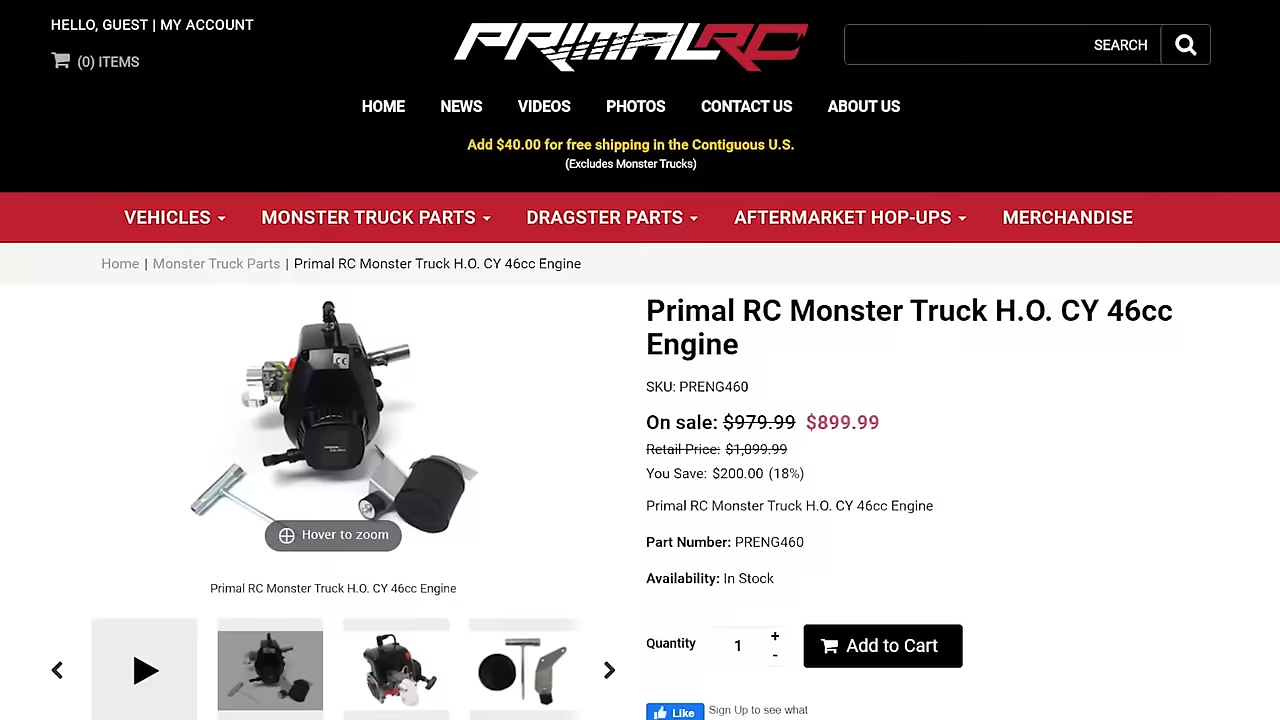 HELLO, GUEST | MY ACCOUNT
(0) ITEMS
PRIMAL RC
SEARCH
HOME NEWS VIDEOS PHOTOS CONTACT US ABOUT US
Add $40.00 for free shipping in the Contiguous U.S.
(Excludes Monster Trucks)
VEHICLES MONSTER TRUCK PARTS DRAGSTER PARTS AFTERMARKET HOP-UPS MERCHANDISE
Home | Monster Truck Parts | Primal RC Monster Truck H.O. CY 46cc Engine
CE
Hover to zoom
Primal RC Monster Truck H.O. CY 46cc Engine
Primal RC Monster Truck H.O. CY 46cc
Engine
SKU: PRENG460
On sale: $979.99 $899.99
Retail Price: $1,099.99
You Save: $200.00 (18%)
Primal RC Monster Truck H.O. CY 46cc Engine
Part Number: PRENG460
Availability: In Stock
Quantity 1 + - Add to Cart
Like Sign Up to see what